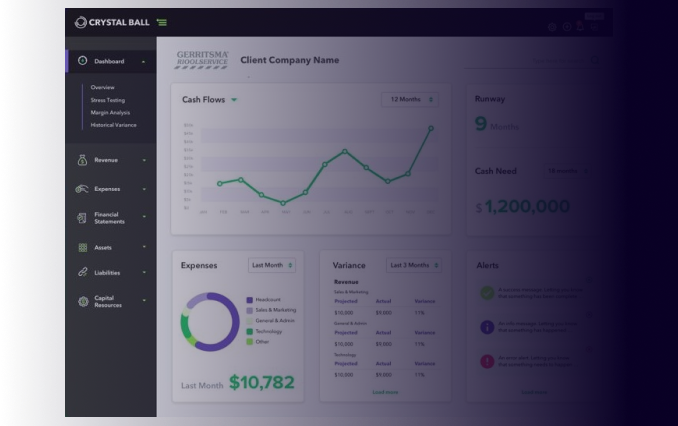 CRYSTAL BALL
Dashboard
Overview
Stress Testing
Margin Analysis
Historical Variance
Revenue
Expenses
Financial
Statements
Assets
Liabilities
Capital
Resources
GERRITSMA
RIOOLSERVICE
Client Company Name
Cash Flows
12 Months
Runway
9 Months
Cash Need
18 months
$1,200,000
Expenses
Last Month
Headcount
Sales & Marketing
General & Admin
Technology
Other
Last Month $10,782
Variance
Last 3 Months
Revenue
Sales & Marketing
Projected Actual Variance
$10,000 $9,000 11%
General & Admin
Projected Actual Variance
$10,000 $9,000 11%
Technology
Projected Actual Variance
$10,000 $9,000 11%
Load more
Alerts
Load more